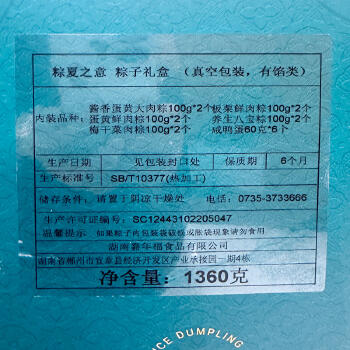 粽夏之意 粽子礼盒 (真空包装，有馅类)
酱香蛋黄大肉粽100g*2个 板栗鲜肉粽100g*2个
内装品种: 蛋黄鲜肉粽100g*2个 养生八宝粽100g*2个
梅干菜肉粽100g*2个 咸鸭蛋60克*6个
生产日期 见包装封口处 保质期 6个月
生产标准号 SB/T10377(热加工)
储存条件: 请置于阴凉干燥处 电话: 0735-3733666
生产许可证编号: SC12443102205047
温馨提示 如果粽子内包装袋破损或胀袋现象请勿食用
湖南嘉年福食品有限公司
湖南省郴州市宜章县经济开发区产业承接园一期4栋
净含量: 1360克
ICE DUMPLING